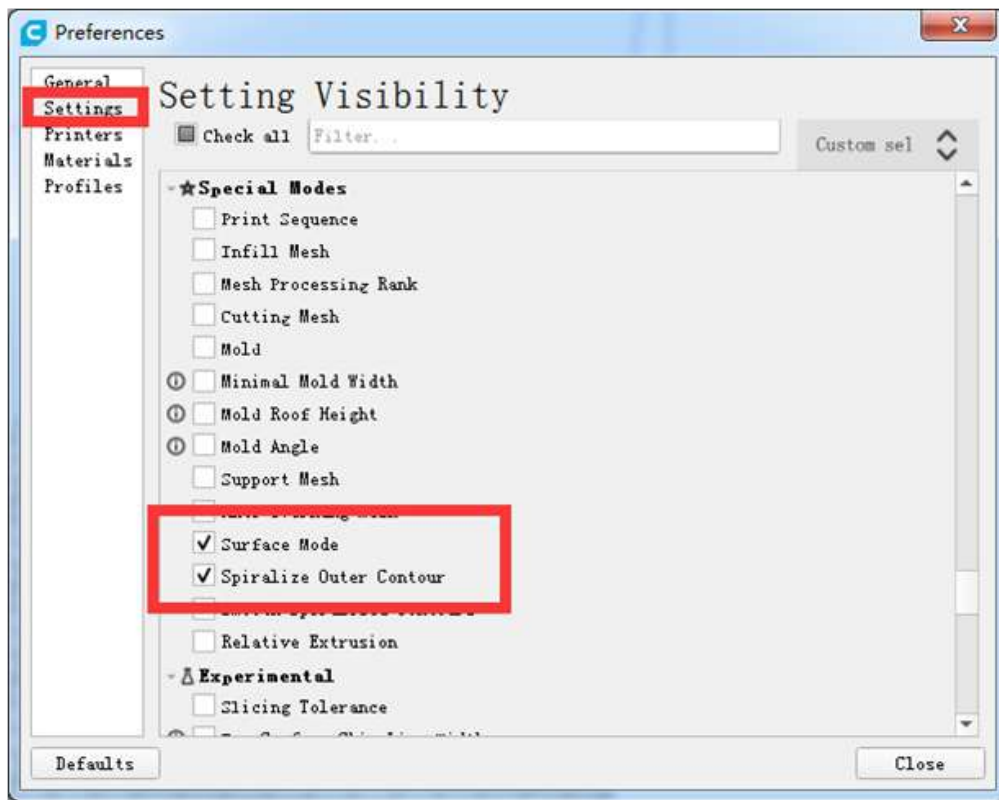 Preferences
General
Settings
Printers
Materials
Profiles
Setting Visibility
Check all
Filter...
Custom sel
Special Modes
Print Sequence
Infill Mesh
Mesh Processing Rank
Cutting Mesh
Mold
Minimal Mold Width
Mold Roof Height
Mold Angle
Support Mesh
Surface Mode
Spiralize Outer Contour
Relative Extrusion
Experimental
Slicing Tolerance
Defaults
Close